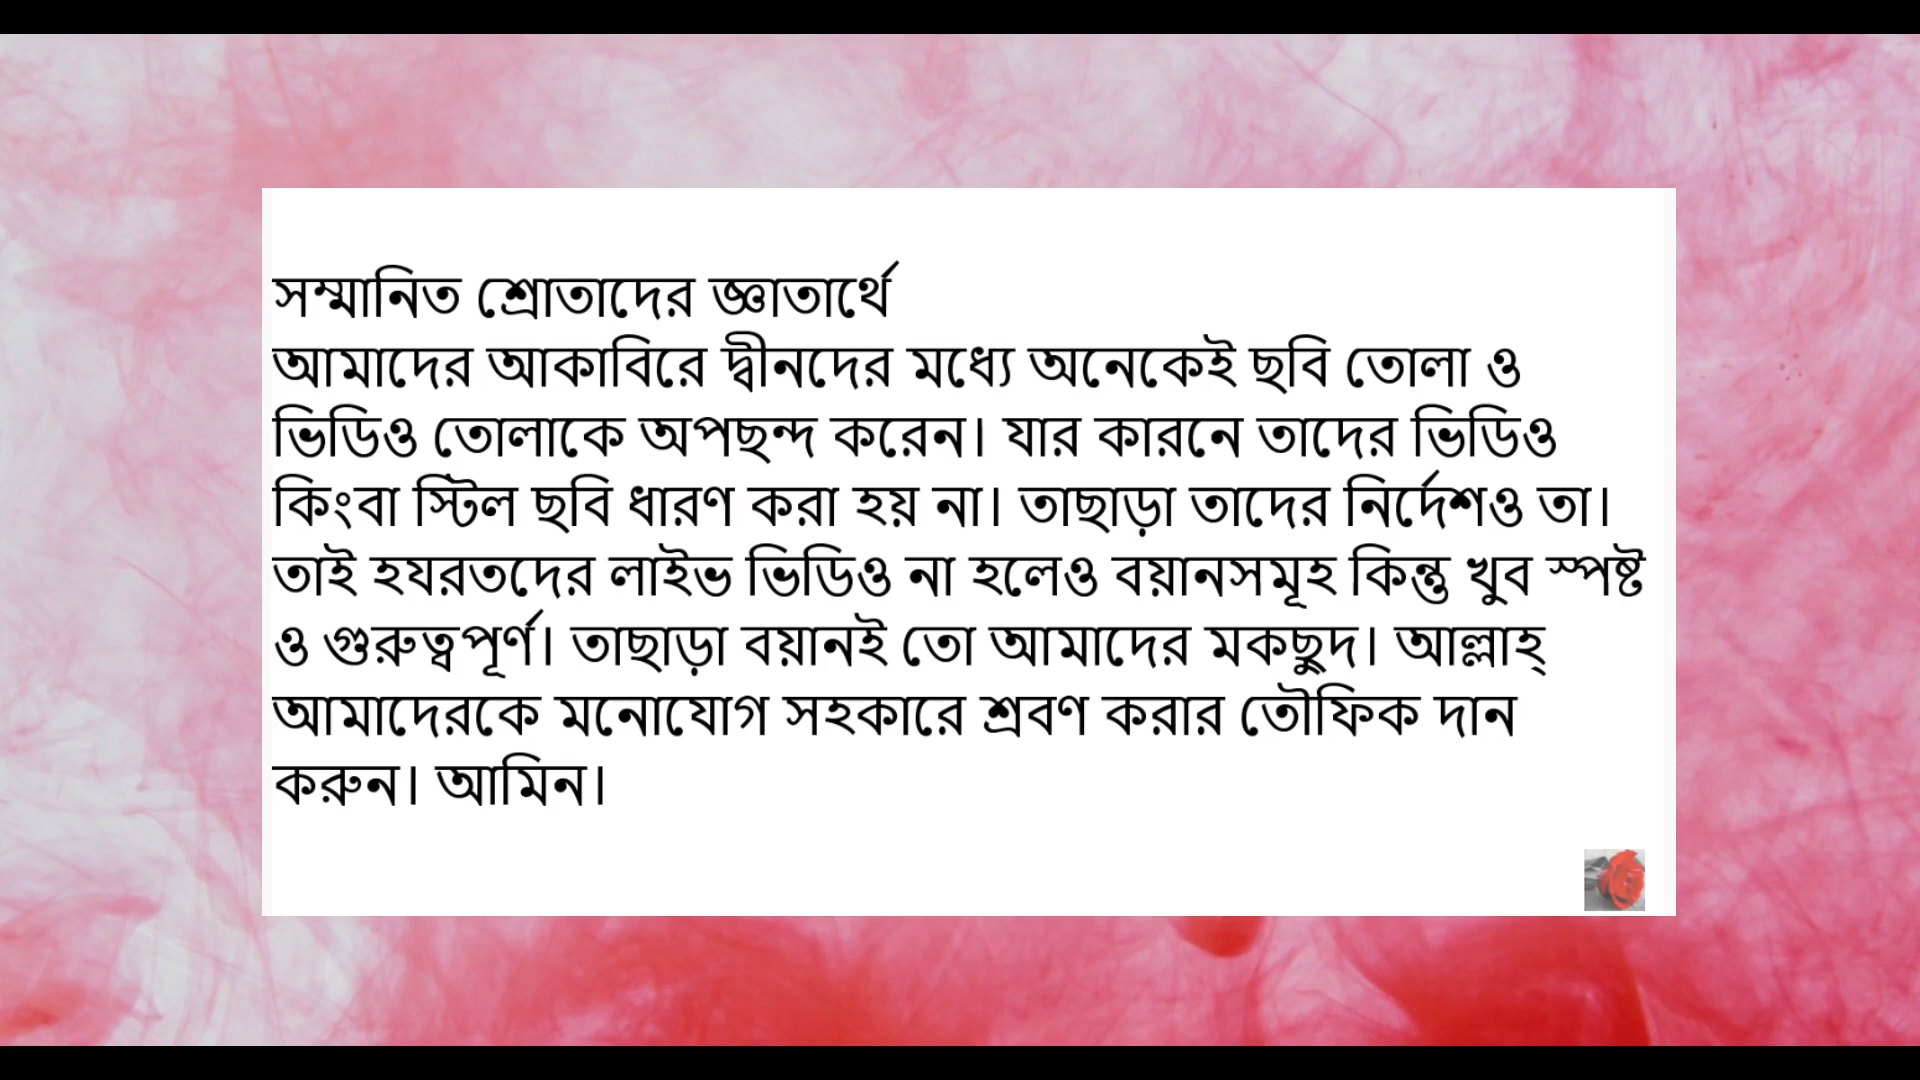 সম্মানিত শ্রোতাদের জ্ঞাতার্থে
আমাদের আকাবিরে দ্বীনদের মধ্যে অনেকেই ছবি তোলা ও
ভিডিও তোলাকে অপছন্দ করেন। যার কারনে তাদের ভিডিও
কিংবা স্টিল ছবি ধারণ করা হয় না। তাছাড়া তাদের নির্দেশও তা।
তাই হযরতদের লাইভ ভিডিও না হলেও বয়ানসমূহ কিন্তু খুব স্পষ্ট
ও গুরুত্বপূর্ণ। তাছাড়া বয়ানই তো আমাদের মকছুদ। আল্লাহ্
আমাদেরকে মনোযোগ সহকারে শ্রবণ করার তৌফিক দান
করুন। আমিন।